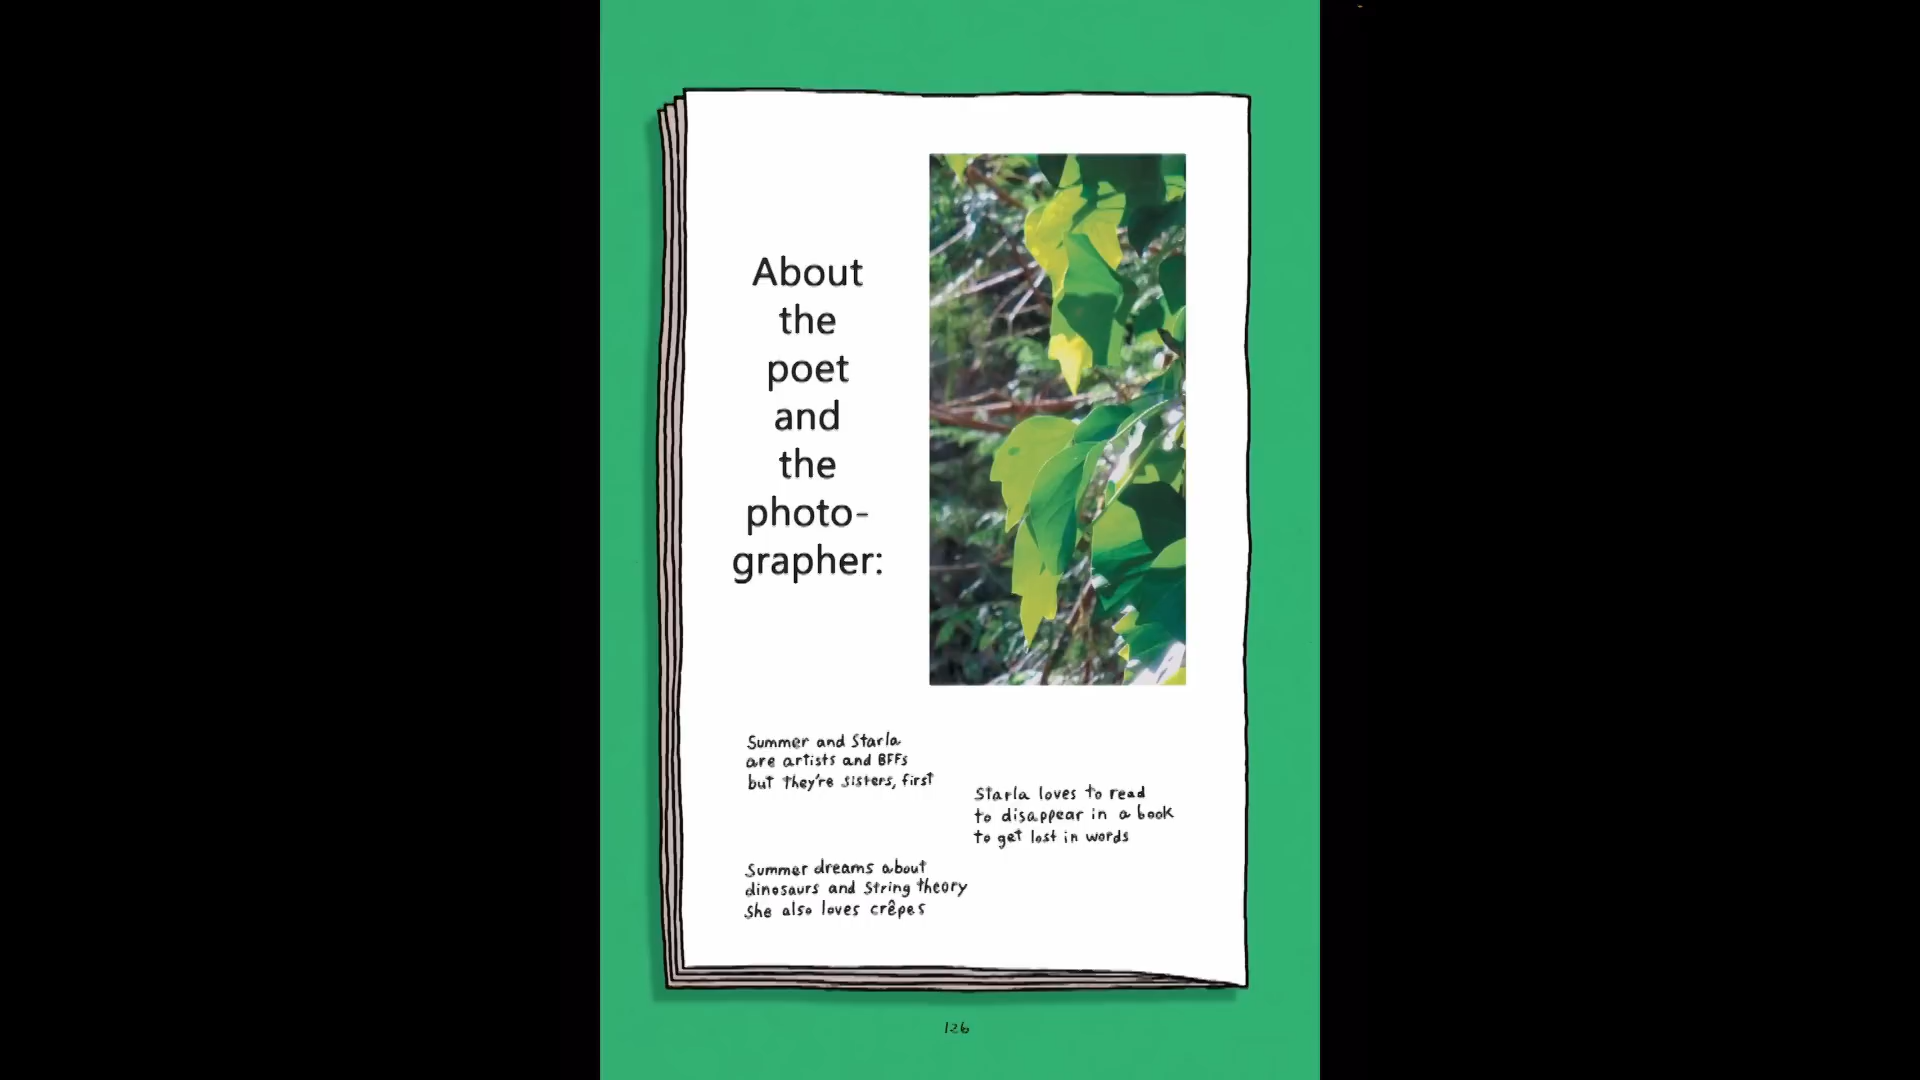 About
the
poet
and
the
photo-
grapher:
Summer and Starla
are artists and BFFs
but they're sisters, first
Starla loves to read
to disappear in a book
to get lost in words
Summer dreams about
dinosaurs and string theory
She also loves crêpes
126